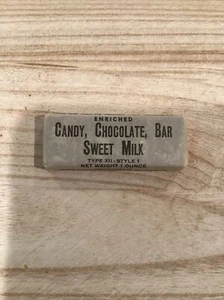 ENRICHED
CANDY, CHOCOLATE, BAR
SWEET MILK
TYPE XII - STYLE 1
NET WEIGHT 1 OUNCE